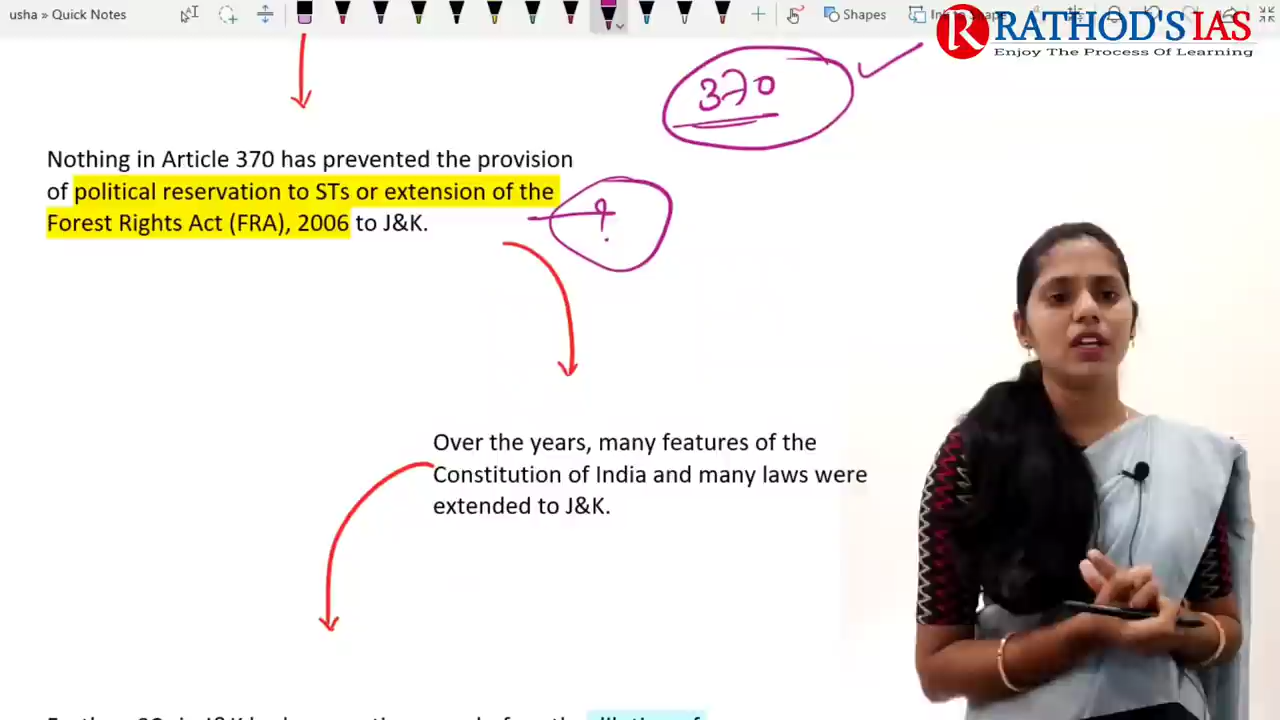 usha » Quick Notes
Shapes
RATHOD'S IAS
Enjoy The Process Of Learning
370
Nothing in Article 370 has prevented the provision
of political reservation to STs or extension of the
Forest Rights Act (FRA), 2006 to J&K.
?
Over the years, many features of the
Constitution of India and many laws were
extended to J&K.